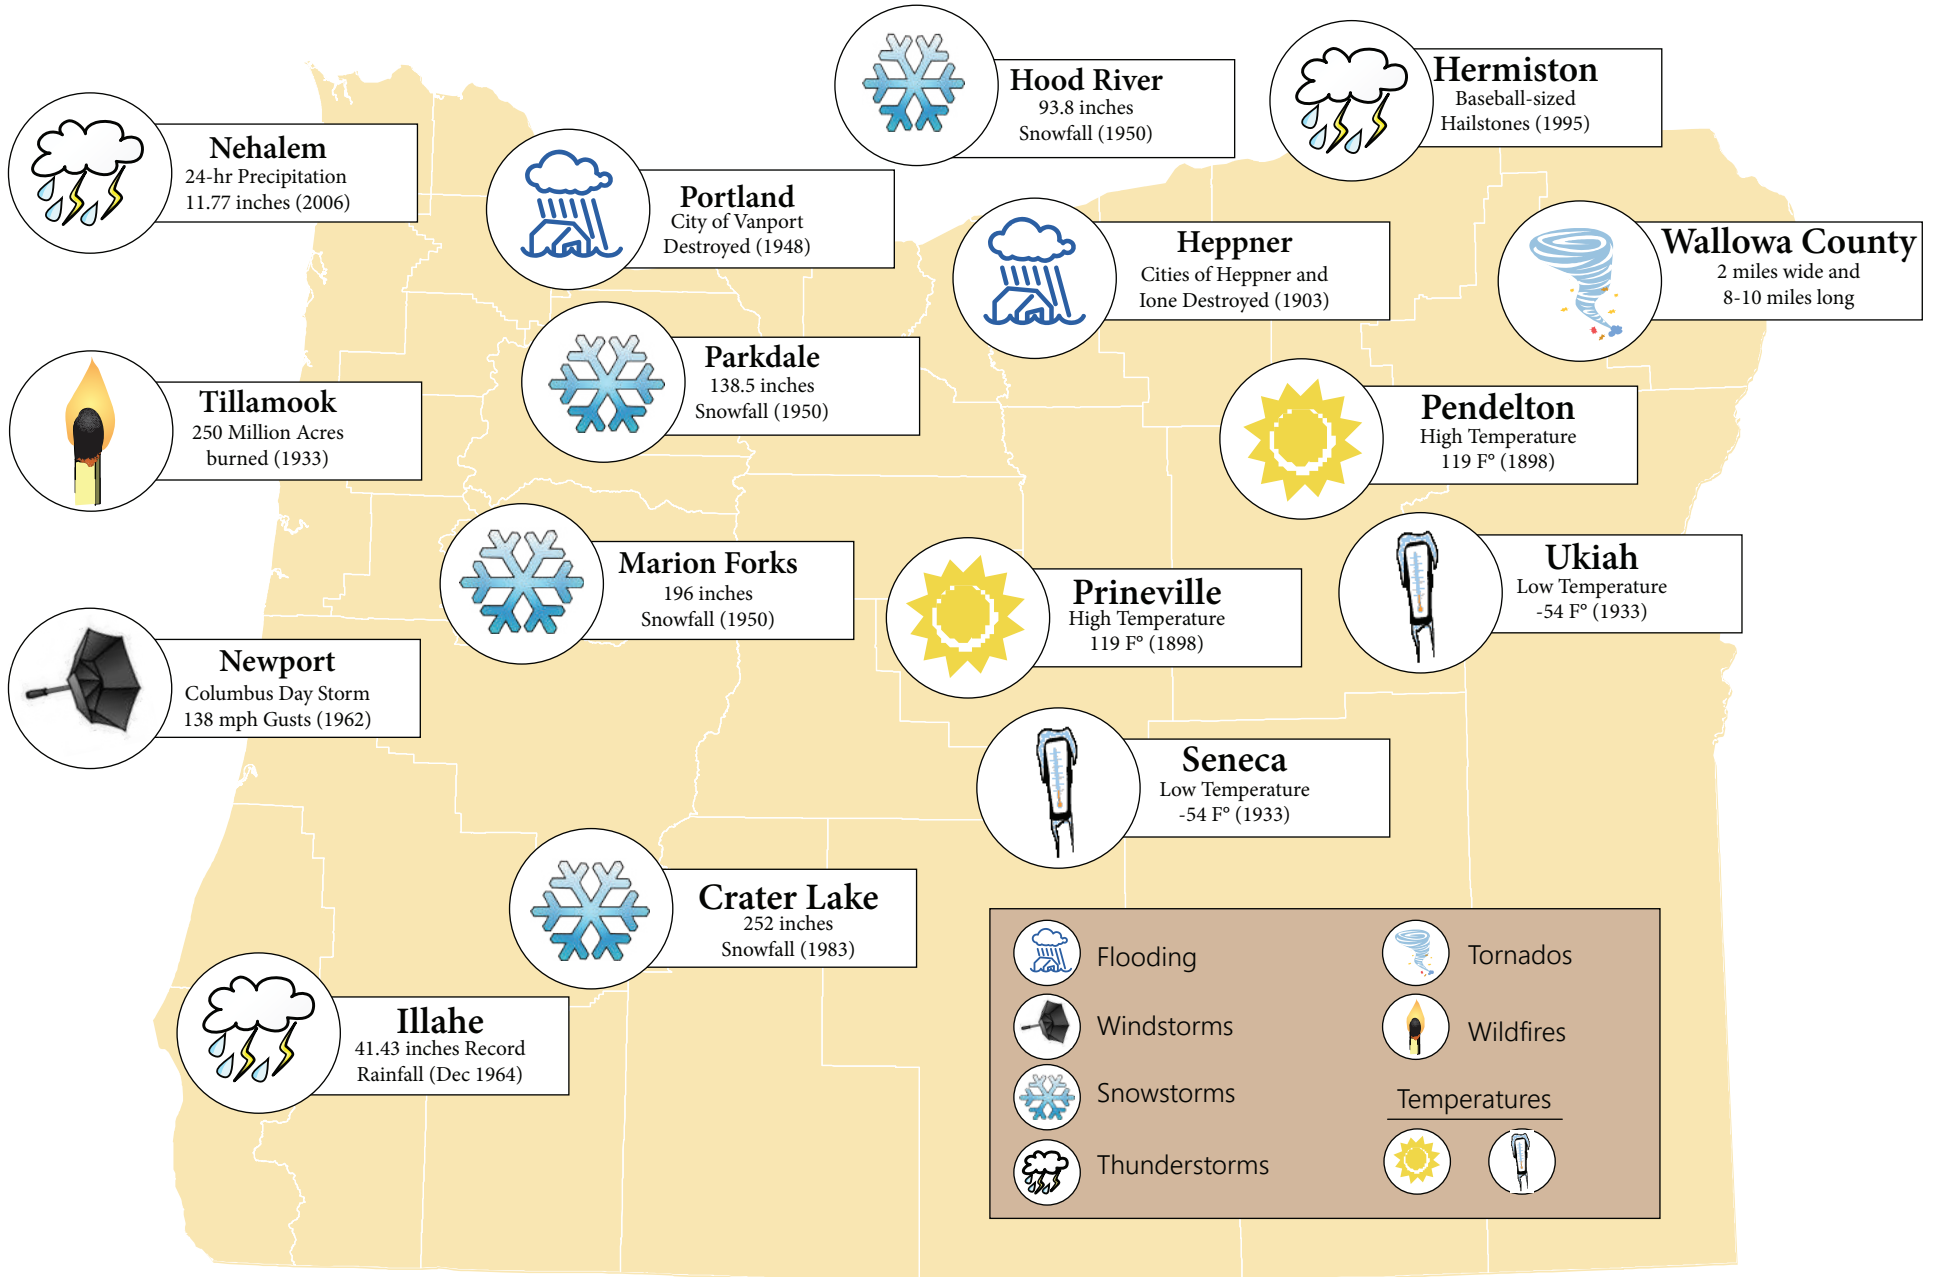 Hood River
93.8 inches
Snowfall (1950)
Hermiston
Baseball-sized
Hailstones (1995)
Nehalem
24-hr Precipitation
11.77 inches (2006)
Portland
City of Vanport
Destroyed (1948)
Heppner
Cities of Heppner and
Ione Destroyed (1903)
Wallowa County
2 miles wide and
8-10 miles long
Parkdale
138.5 inches
Snowfall (1950)
Tillamook
250 Million Acres
burned (1933)
Pendelton
High Temperature
119 F° (1898)
Marion Forks
196 inches
Snowfall (1950)
Prineville
High Temperature
119 F° (1898)
Ukiah
Low Temperature
-54 F° (1933)
Newport
Columbus Day Storm
138 mph Gusts (1962)
Seneca
Low Temperature
-54 F° (1933)
Crater Lake
252 inches
Snowfall (1983)
Illahe
41.43 inches Record
Rainfall (Dec 1964)
Flooding
Windstorms
Snowstorms
Thunderstorms
Tornados
Wildfires
Temperatures